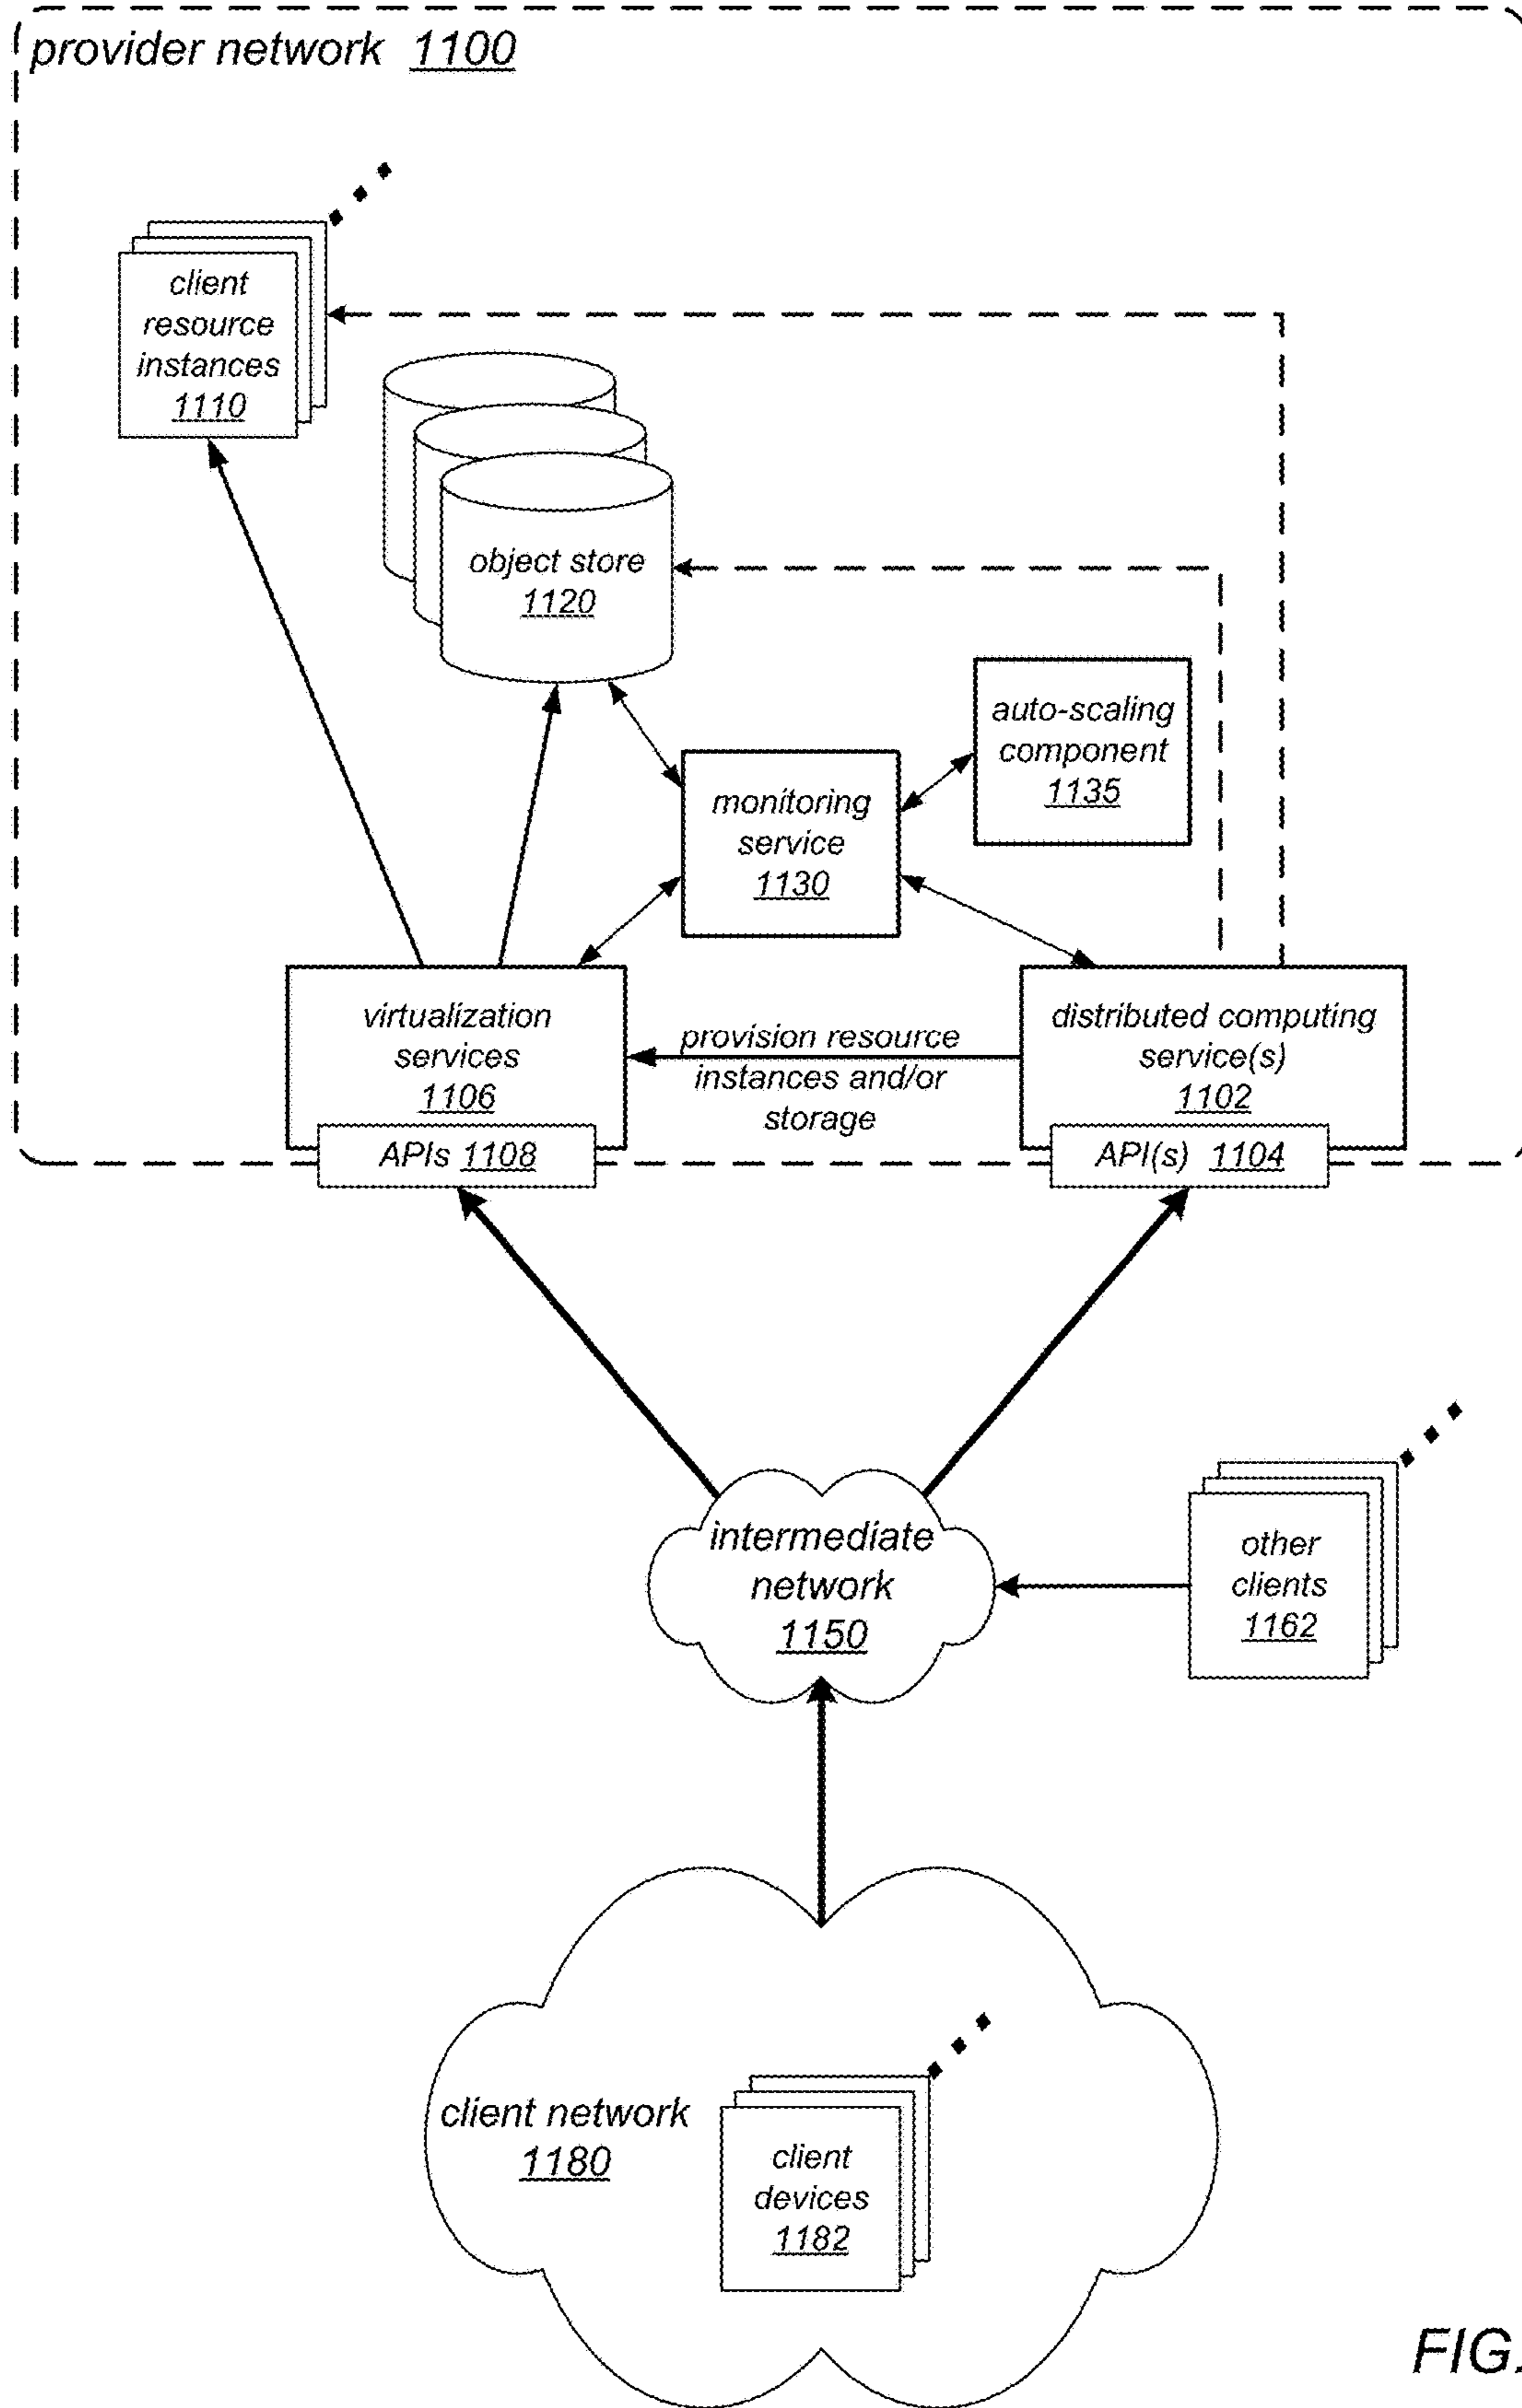 provider network 1100
client
resource
instances
1110
object store
1120
auto-scaling
component
1135
monitoring
service
1130
virtualization
services
1106
provision resource
instances and/or
storage
distributed computing
service(s)
1102
APIs 1108
API(s) 1104
intermediate
network
1150
other
clients
1162
client network
1180
client
devices
1182
FIG.